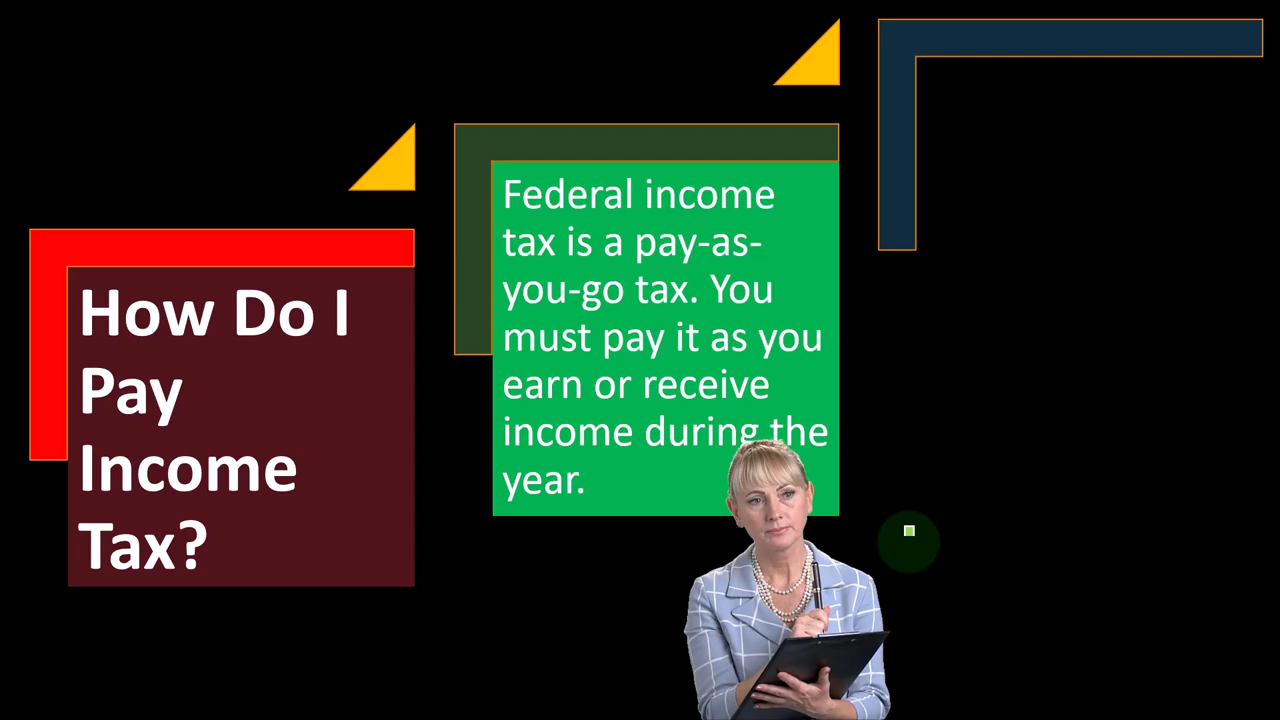 How Do I
Pay
Income
Tax?
Federal income
tax is a pay-as-
you-go tax. You
must pay it as you
earn or receive
income during the
year.